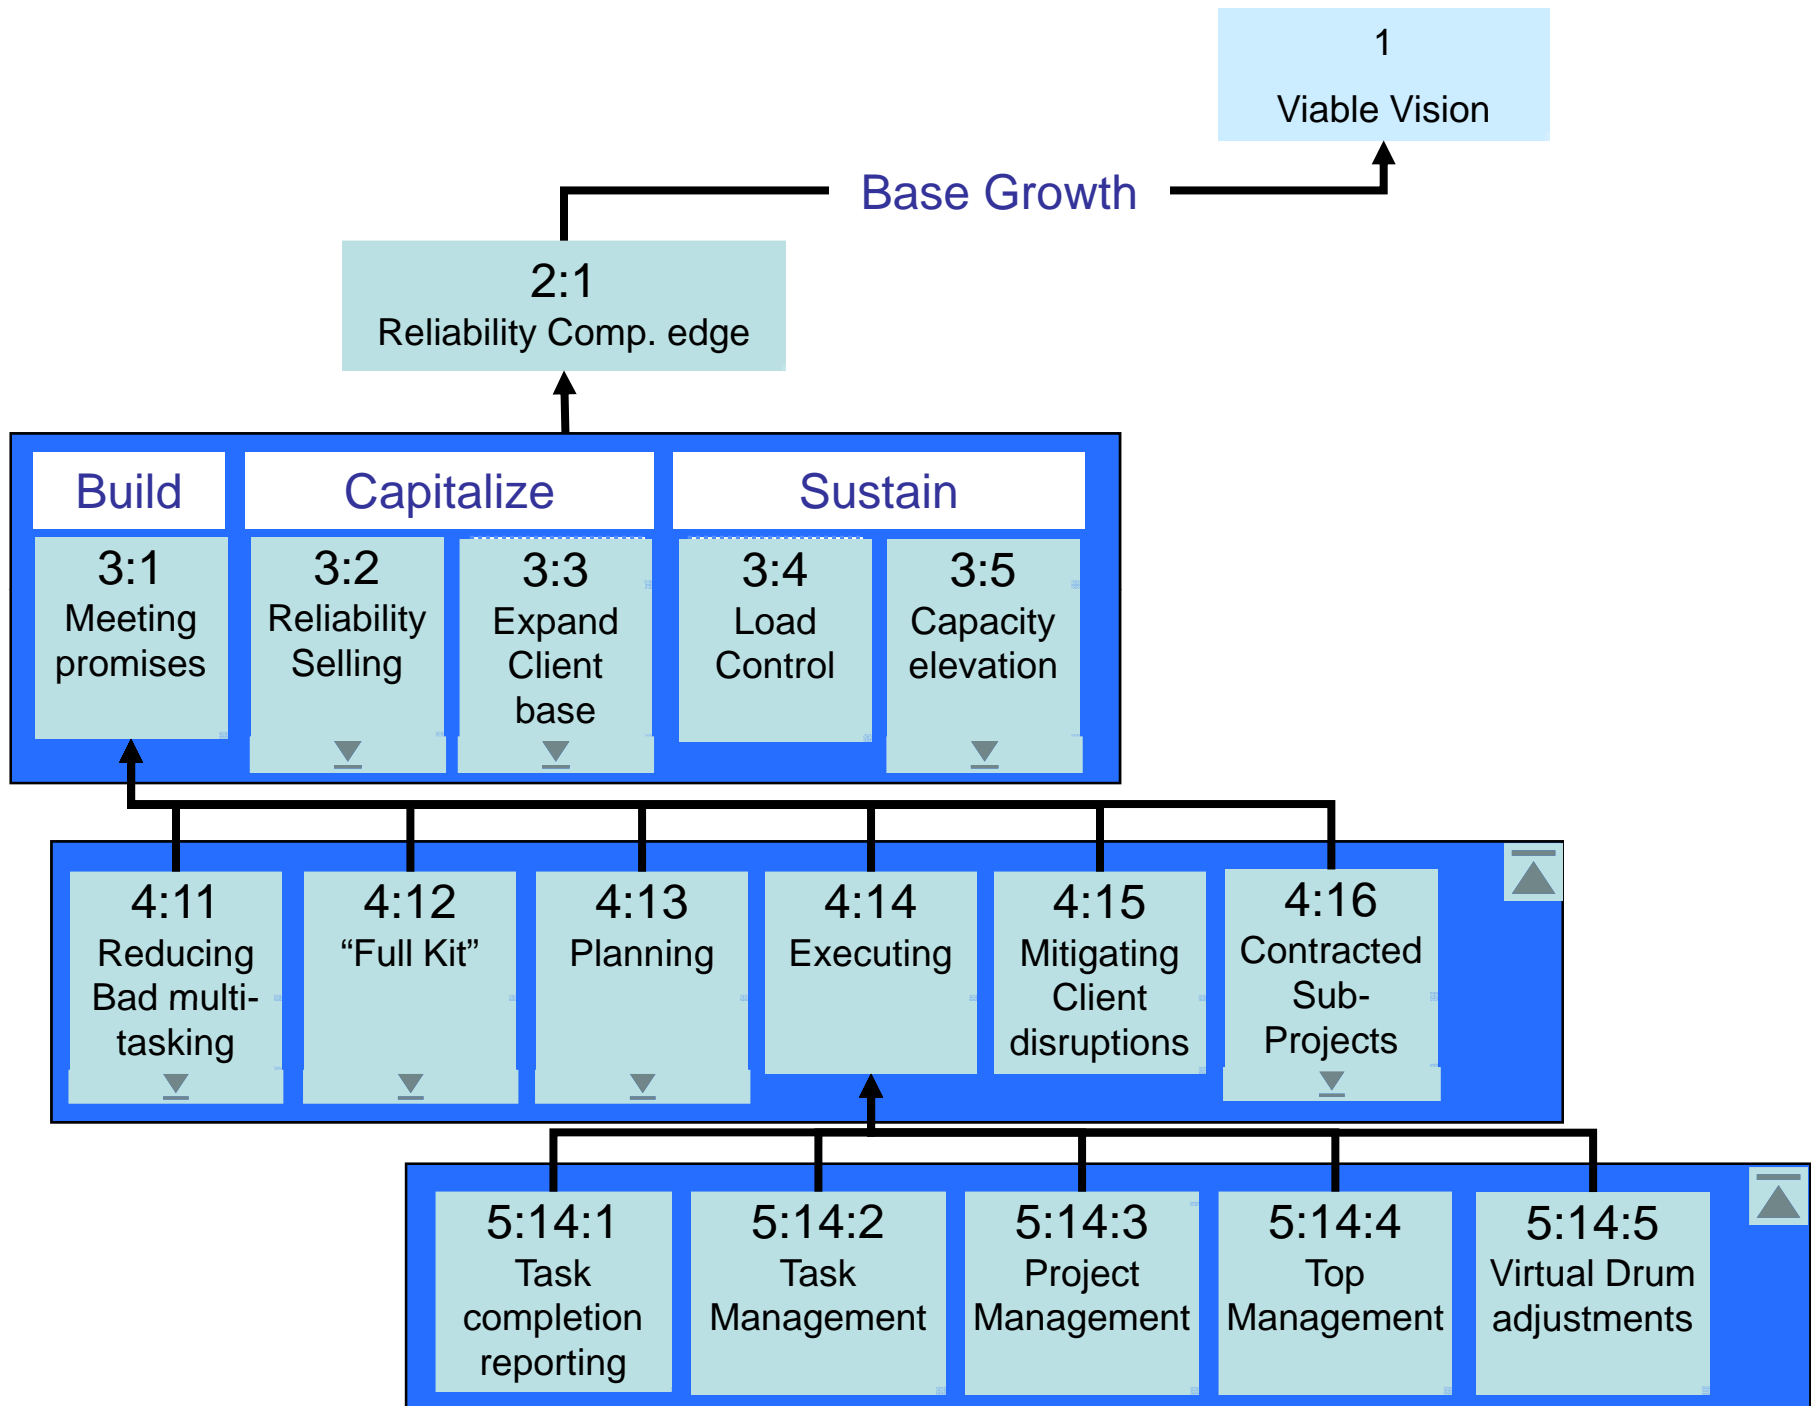 1
Viable Vision
Base Growth
2:1
Reliability Comp. edge
Build
Capitalize
Sustain
3:1
Meeting
promises
3:2
Reliability
Selling
3:3
Expand
Client
base
3:4
Load
Control
3:5
Capacity
elevation
4:11
Reducing
Bad multi-
tasking
4:12
“Full Kit”
4:13
Planning
4:14
Executing
4:15
Mitigating
Client
disruptions
4:16
Contracted
Sub-
Projects
5:14:1
Task
completion
reporting
5:14:2
Task
Management
5:14:3
Project
Management
5:14:4
Top
Management
5:14:5
Virtual Drum
adjustments